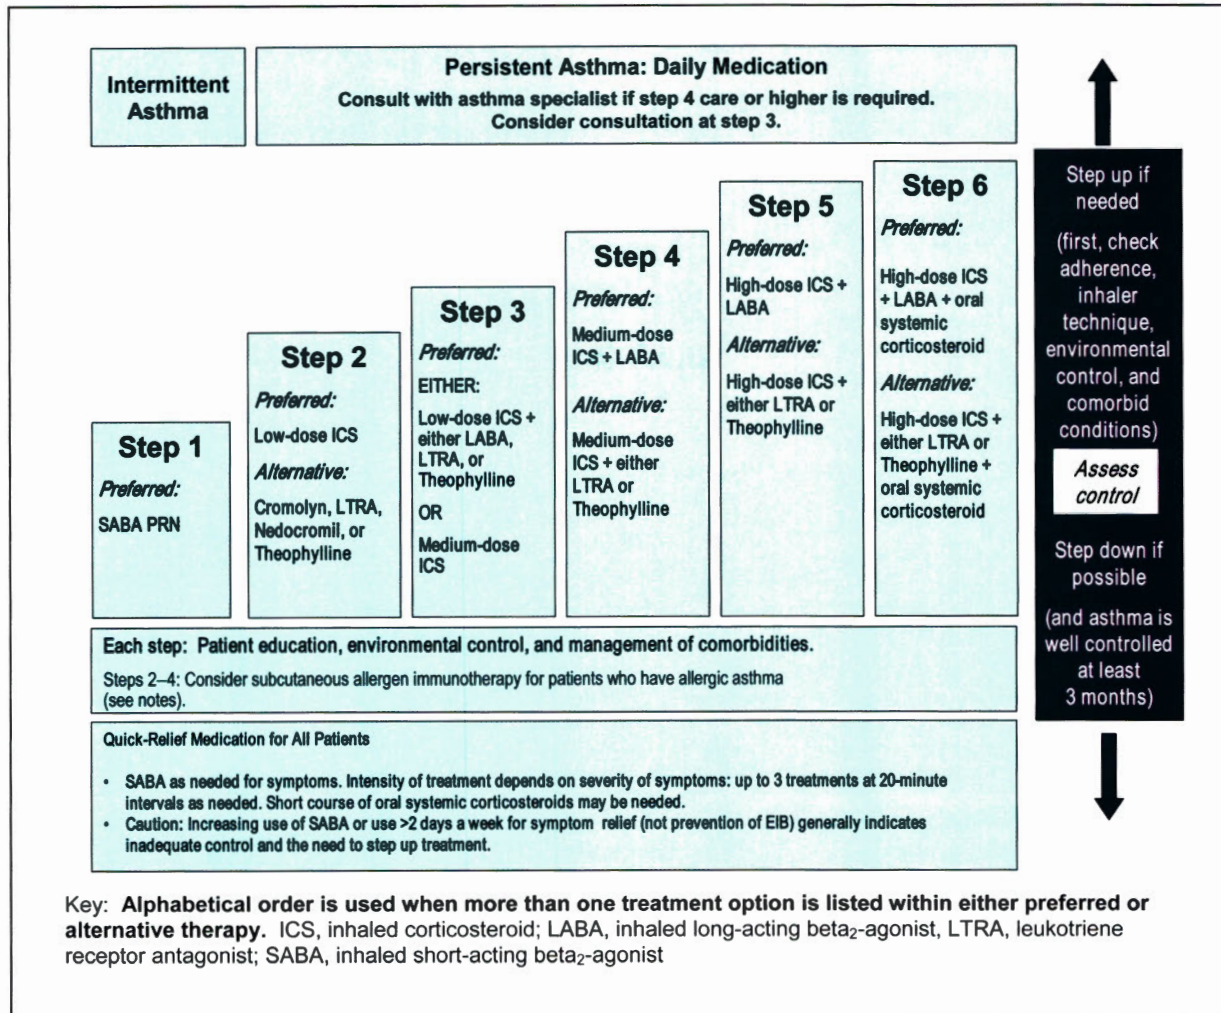 Intermittent
Asthma
Persistent Asthma: Daily Medication
Consult with asthma specialist if step 4 care or higher is required.
Consider consultation at step 3.
Step 1
Preferred:
SABA PRN
Step 2
Preferred:
Low-dose ICS
Alternative:
Cromolyn, LTRA,
Nedocromil, or
Theophylline
Step 3
Preferred:
EITHER:
Low-dose ICS +
either LABA,
LTRA, or
Theophylline
OR
Medium-dose
ICS
Step 4
Preferred:
Medium-dose
ICS + LABA
Alternative:
Medium-dose
ICS + either
LTRA or
Theophylline
Step 5
Preferred:
High-dose ICS +
LABA
Alternative:
High-dose ICS +
either LTRA or
Theophylline
Step 6
Preferred:
High-dose ICS
+ LABA + oral
systemic
corticosteroid
Alternative:
High-dose ICS +
either LTRA or
Theophylline +
oral systemic
corticosteroid
Step up if
needed
(first, check
adherence,
inhaler
technique,
environmental
control, and
comorbid
conditions)
Assess
control
Step down if
possible
(and asthma is
well controlled
at least
3 months)
Each step: Patient education, environmental control, and management of comorbidities.
Steps 2–4: Consider subcutaneous allergen immunotherapy for patients who have allergic asthma
(see notes).
Quick-Relief Medication for All Patients
• SABA as needed for symptoms. Intensity of treatment depends on severity of symptoms: up to 3 treatments at 20-minute
intervals as needed. Short course of oral systemic corticosteroids may be needed.
• Caution: Increasing use of SABA or use >2 days a week for symptom relief (not prevention of EIB) generally indicates
inadequate control and the need to step up treatment.
Key: Alphabetical order is used when more than one treatment option is listed within either preferred or
alternative therapy. ICS, inhaled corticosteroid; LABA, inhaled long-acting beta₂-agonist, LTRA, leukotriene
receptor antagonist; SABA, inhaled short-acting beta₂-agonist